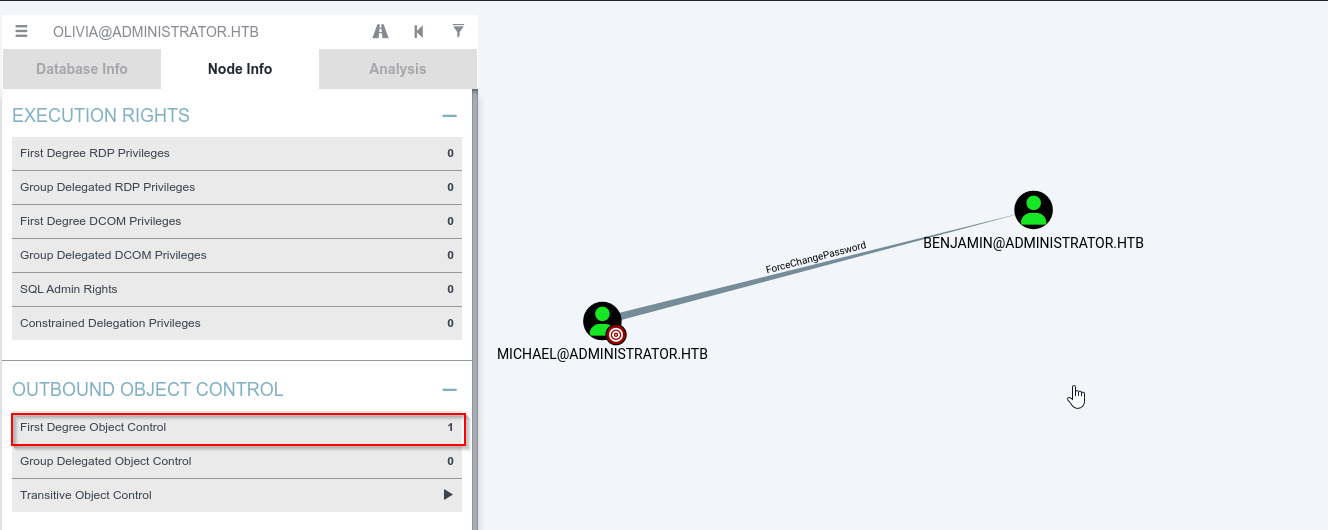 OLIVIA@ADMINISTRATOR.HTB
Database Info Node Info Analysis
EXECUTION RIGHTS
First Degree RDP Privileges 0
Group Delegated RDP Privileges 0
First Degree DCOM Privileges 0
Group Delegated DCOM Privileges 0
SQL Admin Rights 0
Constrained Delegation Privileges 0
OUTBOUND OBJECT CONTROL
First Degree Object Control 1
Group Delegated Object Control 0
Transitive Object Control
BENJAMIN@ADMINISTRATOR.HTB
ForceChangePassword
MICHAEL@ADMINISTRATOR.HTB